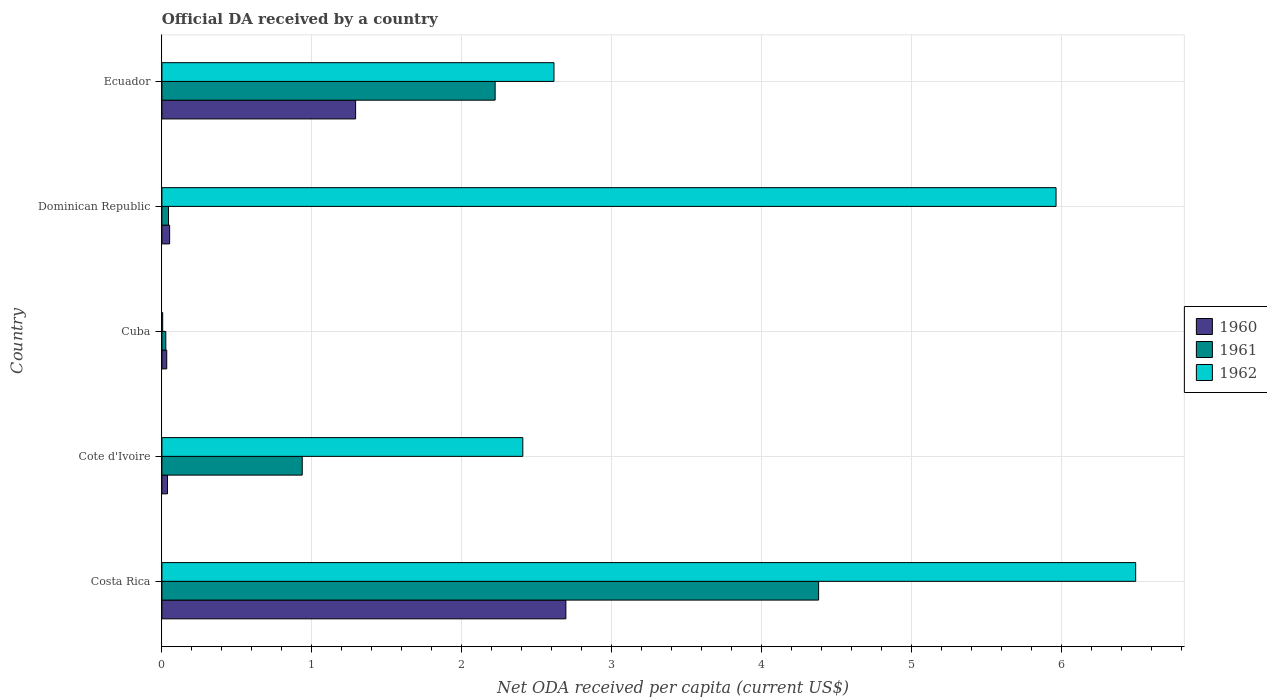 Official DA received by a country
Ecuador
Dominican Republic
Cuba
Cote d'Ivoire
Costa Rica
Country
0
1
2
3
4
5
6
Net ODA received per capita (current US$)
1960
1961
1962